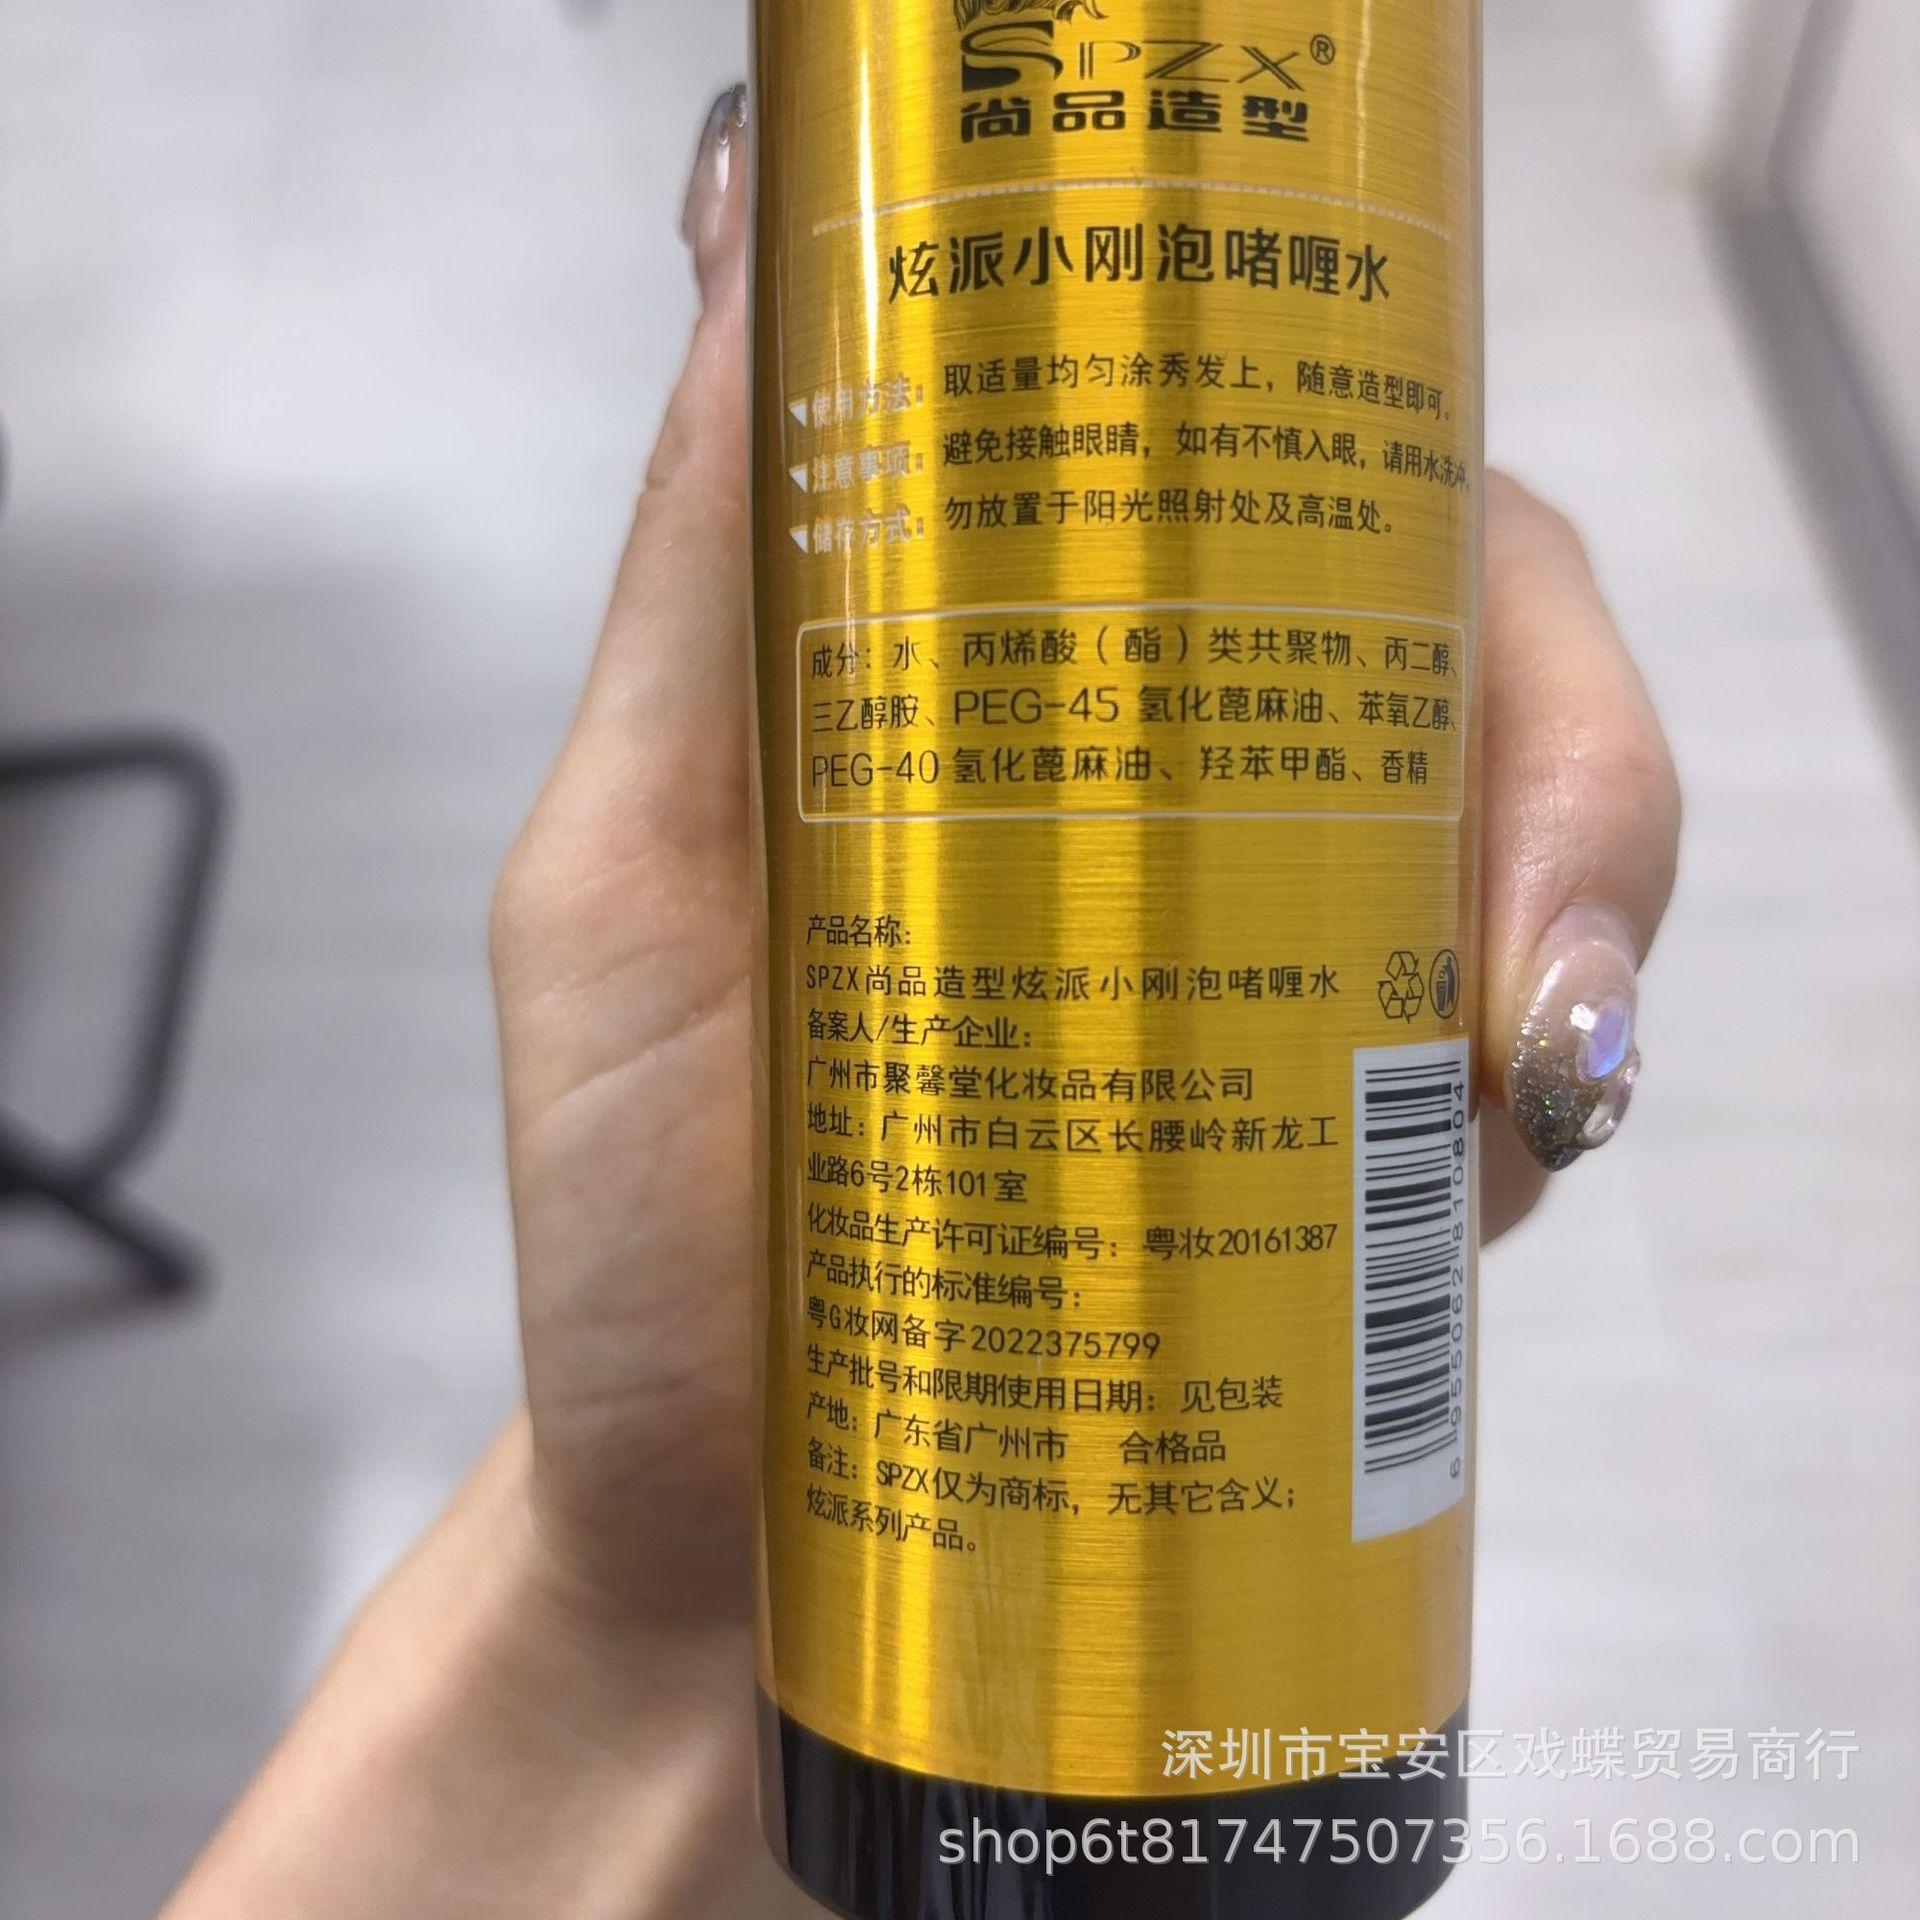 SPZX®
尚品造型
炫派小刚泡啫喱水
使用方法：取适量均匀涂秀发上，随意造型即可。
注意事项：避免接触眼睛，如有不慎入眼，请用水洗冲，
储存方式：勿放置于阳光照射处及高温处。
成分：水、丙烯酸（酯）类共聚物、丙二醇、
三乙醇胺、PEG-45 氢化蓖麻油、苯氧乙醇、
PEG-40 氢化蓖麻油、羟苯甲酯、香精
产品名称：
SPZX尚品造型炫派小刚泡啫喱水
备案人/生产企业：
广州市聚馨堂化妆品有限公司
地址：广州市白云区长腰岭新龙工
业路6号2栋101室
化妆品生产许可证编号：粤妆20161387
产品执行的标准编号：
粤G妆网备字2022375799
生产批号和限期使用日期：见包装
产地：广东省广州市 合格品
备注：SPZX仅为商标，无其它含义；
炫派系列产品。
6955062810804
深圳市宝安区戏蝶贸易商行
shop6t81747507356.1688.com